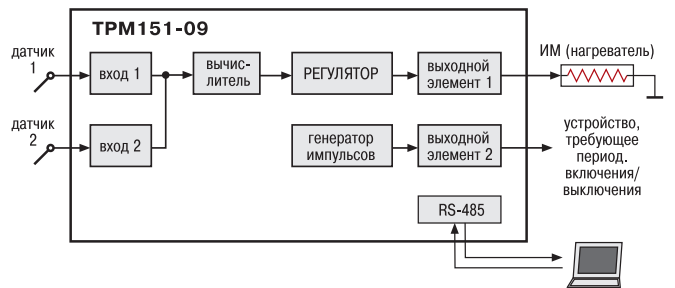 ТРМ151-09
датчик
1
вход 1
вычис-
литель
РЕГУЛЯТОР
выходной
элемент 1
ИМ (нагреватель)
датчик
2
вход 2
генератор
импульсов
выходной
элемент 2
устройство,
требующее
период.
включения/
выключения
RS-485